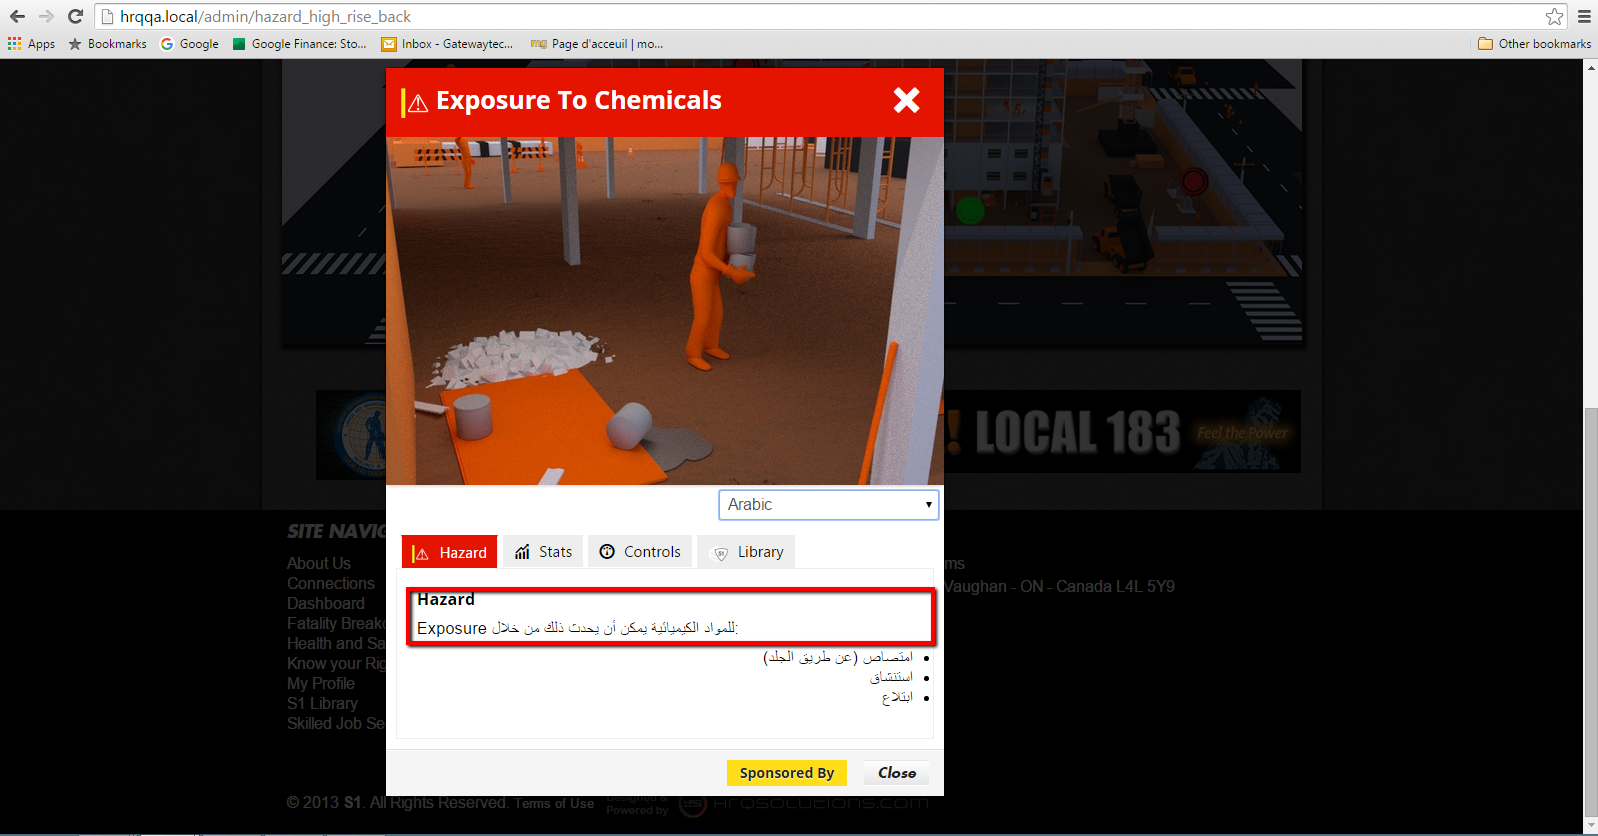 hrqqa.local/admin/hazard_high_rise_back
Apps Bookmarks Google Google Finance: Sto... Inbox - Gatewaytec... mg Page d'acceuil | mo... Other bookmarks
Exposure To Chemicals
LOCAL 183
Feel the Power
Arabic
Hazard Stats Controls Library
Hazard
Exposure للمواد الكيميائية يمكن أن يحدث ذلك من خلال:
امتصاص (عن طريق الجلد)
استنشاق
ابتلاع
Sponsored By Close
SITE NAVIG
About Us
Connections
Dashboard
Fatality Breakd
Health and Sa
Know your Rig
My Profile
S1 Library
Skilled Job Se
ms
Vaughan - ON - Canada L4L 5Y9
© 2013 S1. All Rights Reserved. Terms of Use
Designed &
Powered by
HRQSOLUTIONS.COM